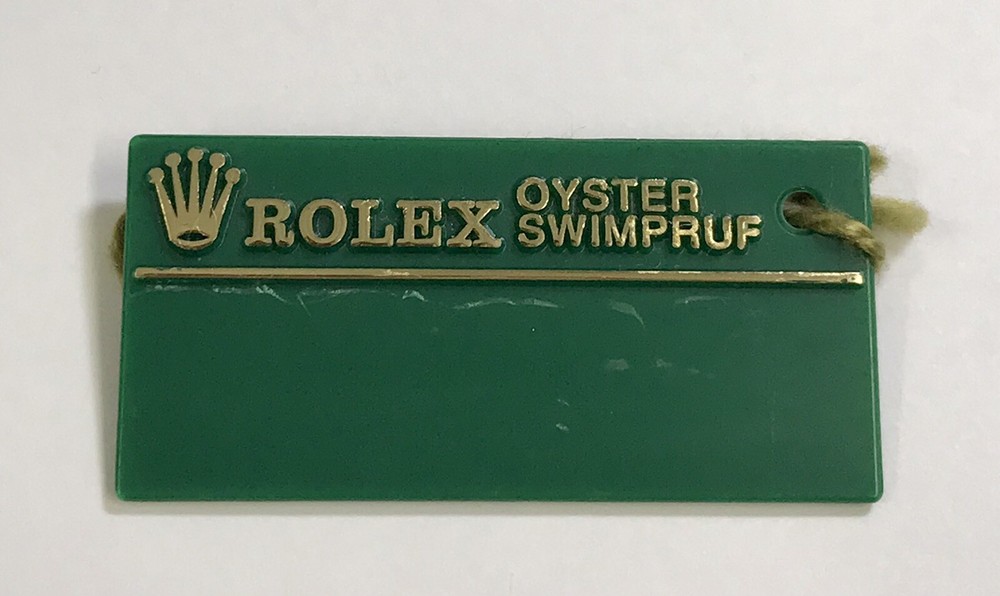 ROLEX OYSTER
SWIMPRUF